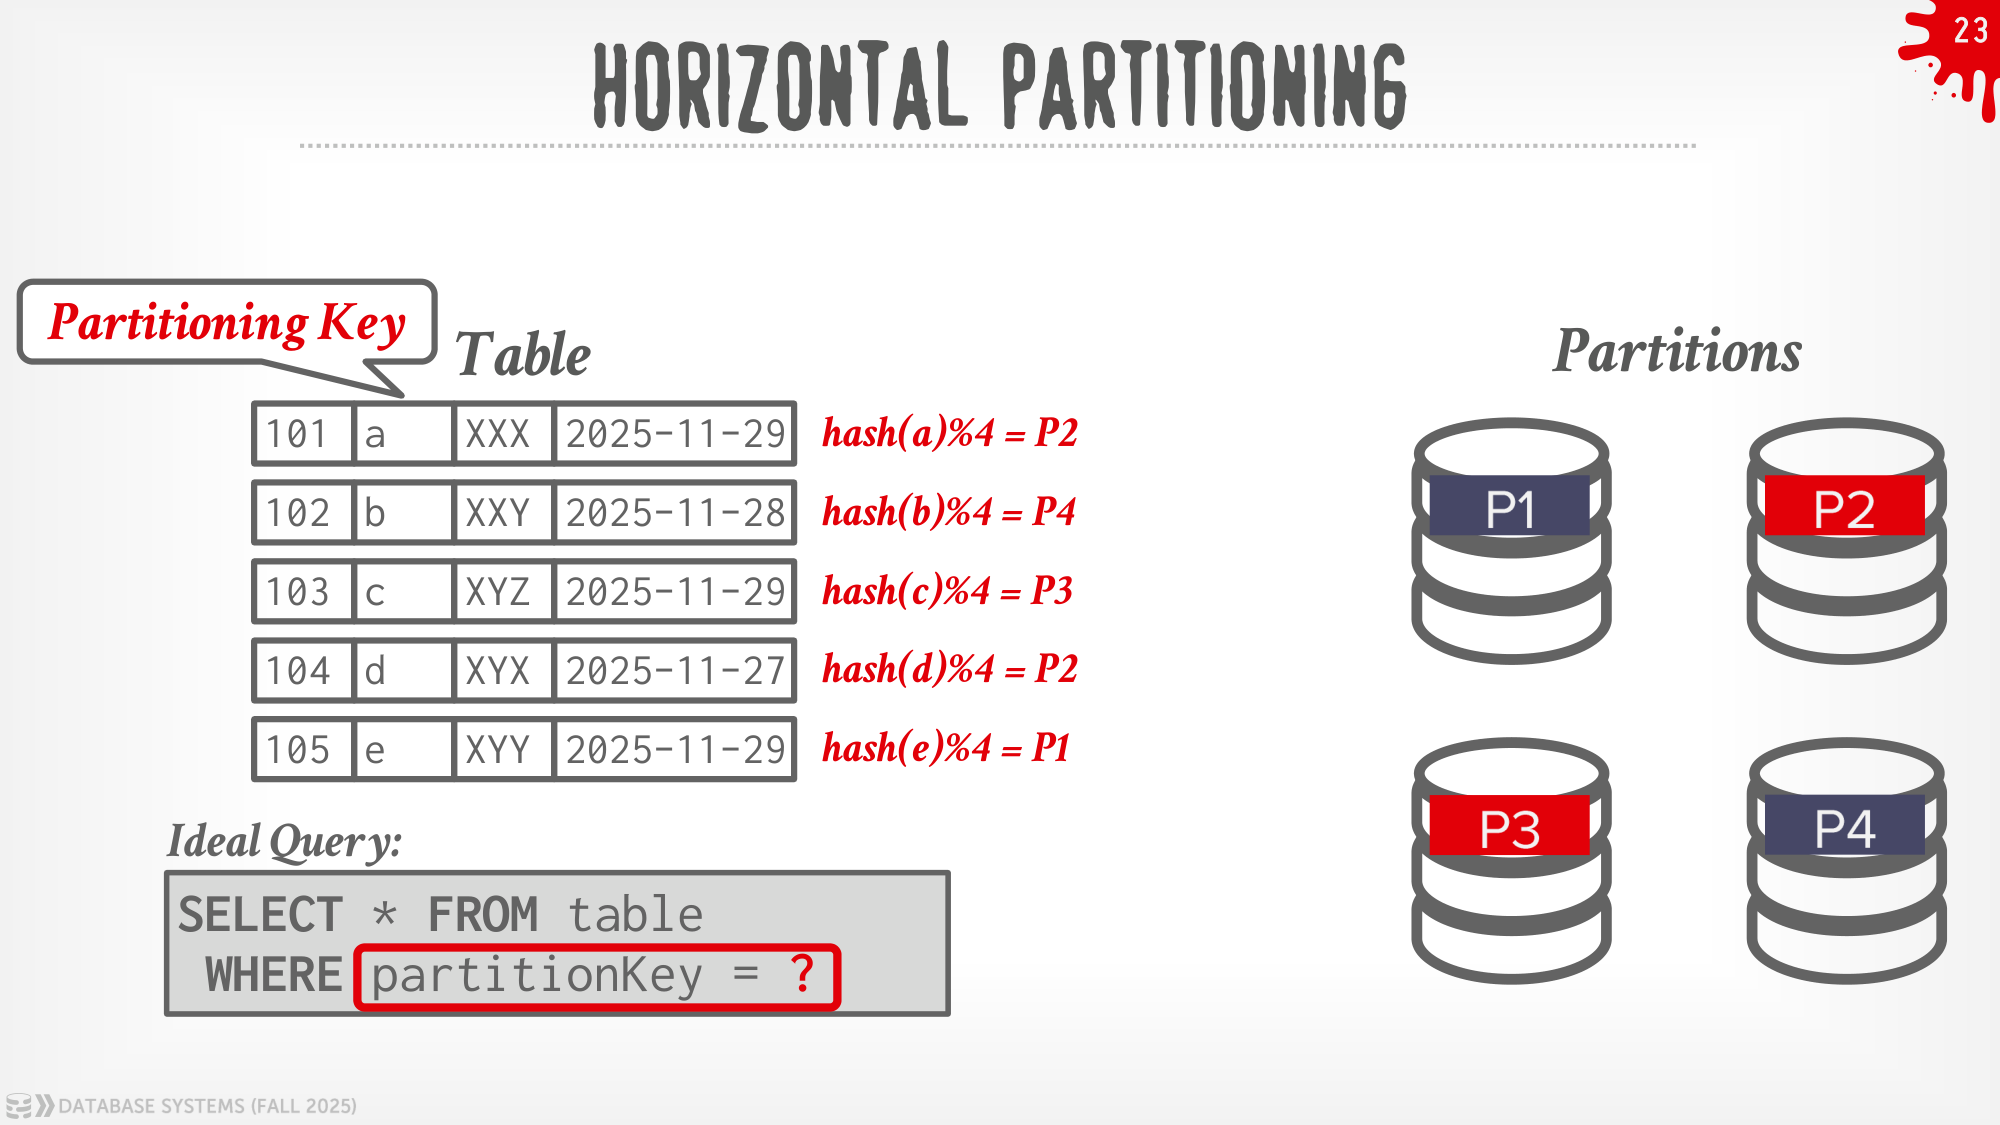 HORIZONTAL PARTITIONING
23
Partitioning Key
Table
101 a XXX 2025-11-29 hash(a)%4 = P2
102 b XXY 2025-11-28 hash(b)%4 = P4
103 c XYZ 2025-11-29 hash(c)%4 = P3
104 d XYX 2025-11-27 hash(d)%4 = P2
105 e XYY 2025-11-29 hash(e)%4 = P1
Ideal Query:
SELECT * FROM table
WHERE partitionKey = ?
Partitions
P1 P2
P3 P4
DATABASE SYSTEMS (FALL 2025)